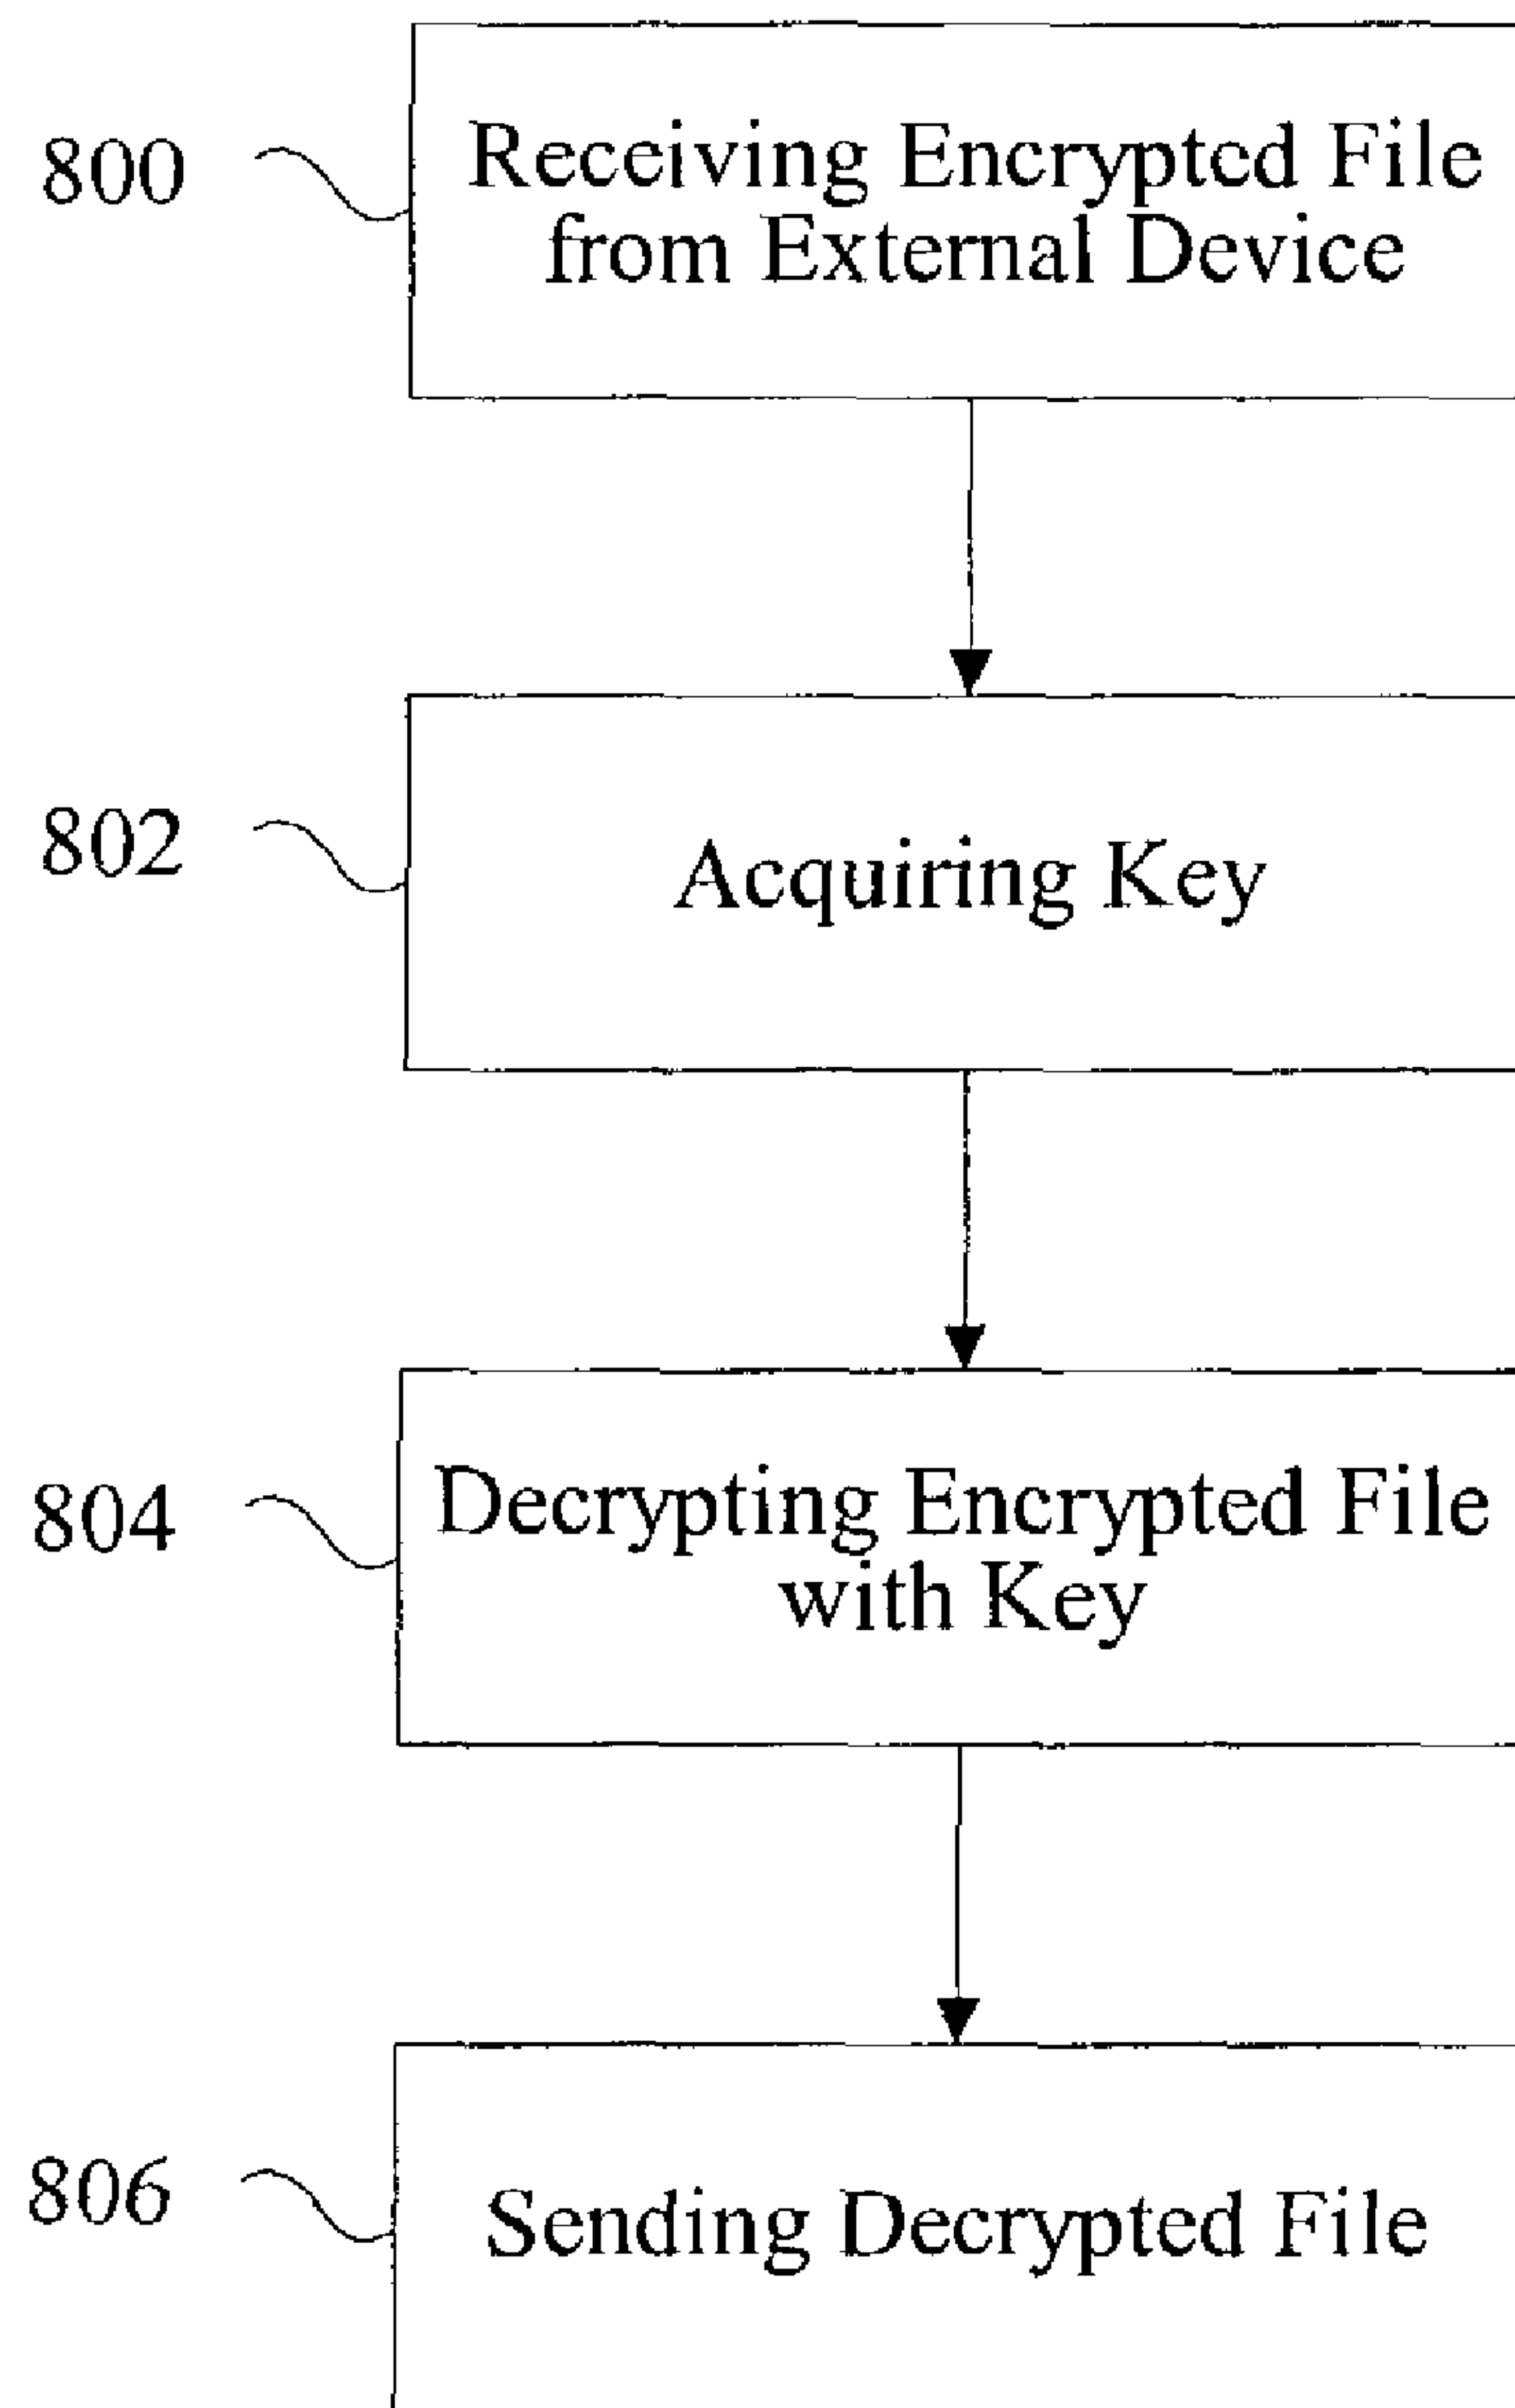 800
Receiving Encrypted File
from External Device
802
Acquiring Key
804
Decrypting Encrypted File
with Key
806
Sending Decrypted File